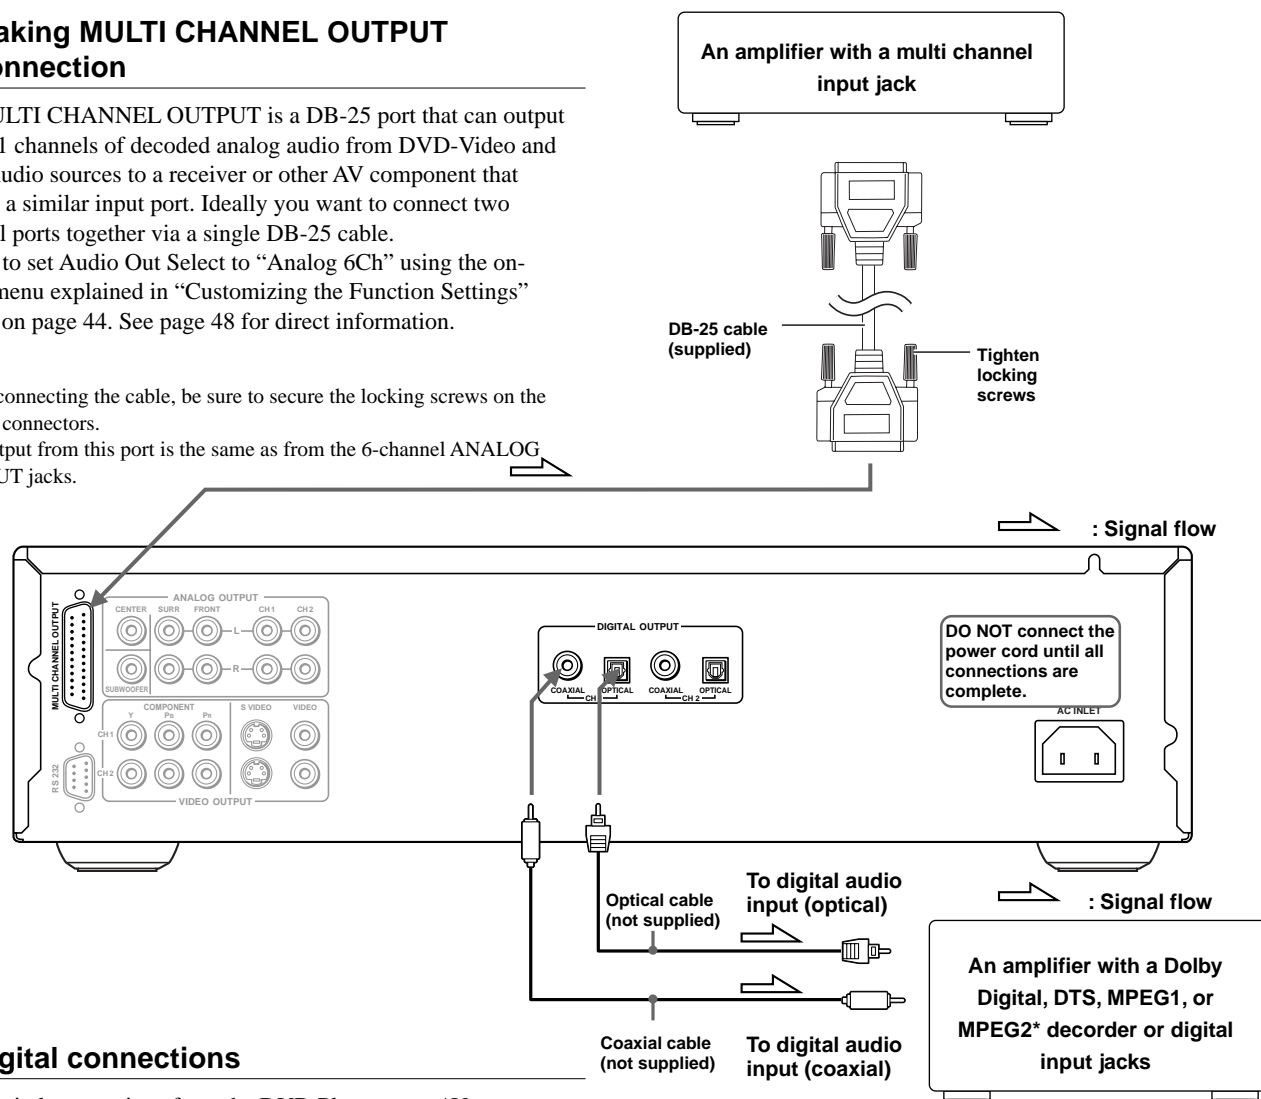 aking MULTI CHANNEL OUTPUT
onnection
ULTI CHANNEL OUTPUT is a DB-25 port that can output
1 channels of decoded analog audio from DVD-Video and
udio sources to a receiver or other AV component that
a similar input port. Ideally you want to connect two
l ports together via a single DB-25 cable.
to set Audio Out Select to “Analog 6Ch” using the on-
menu explained in “Customizing the Function Settings”
on page 44. See page 48 for direct information.
connecting the cable, be sure to secure the locking screws on the
connectors.
tput from this port is the same as from the 6-channel ANALOG
UT jacks.
An amplifier with a multi channel
input jack
DB-25 cable
(supplied)
Tighten
locking
screws
: Signal flow
MULTI CHANNEL OUTPUT
ANALOG OUTPUT
CENTER SURR FRONT CH 1 CH 2
L
R
SUBWOOFER
COMPONENT
Y PB PR
S VIDEO VIDEO
CH 1
CH 2
RS 232
VIDEO OUTPUT
DIGITAL OUTPUT
COAXIAL OPTICAL COAXIAL OPTICAL
CH
CH 2
DO NOT connect the
power cord until all
connections are
complete.
AC INLET
Optical cable
(not supplied)
To digital audio
input (optical)
: Signal flow
An amplifier with a Dolby
Digital, DTS, MPEG1, or
MPEG2* decorder or digital
input jacks
Coaxial cable
(not supplied)
To digital audio
input (coaxial)
gital connections